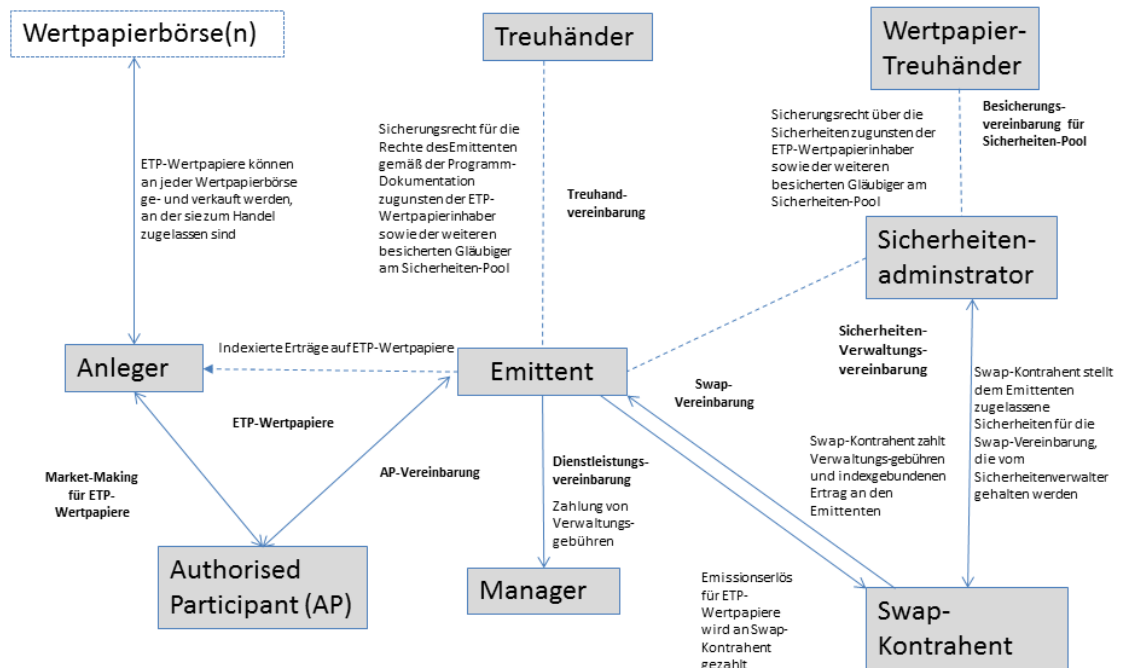 Wertpapierbörse(n)
Treuhänder
Wertpapier-
Treuhänder
ETP-Wertpapiere können
an jeder Wertpapierbörse
ge- und verkauft werden,
an der sie zum Handel
zugelassen sind
Sicherungsrecht für die
Rechte des Emittenten
gemäß der Programm-
Dokumentation
zugunsten der ETP-
Wertpapierinhaber
sowie der weiteren
besicherten Gläubiger
am Sicherheiten-Pool
Treuhand-
vereinbarung
Sicherungsrecht über die
Sicherheiten zugunsten der
ETP-Wertpapierinhaber
sowie der weiteren
besicherten Gläubiger am
Sicherheiten-Pool
Besicherungs-
vereinbarung für
Sicherheiten-Pool
Sicherheiten-
adminstrator
Anleger
Indexierte Erträge auf ETP-Wertpapiere
Emittent
Sicherheiten-
Verwaltungs-
vereinbarung
Swap-
Vereinbarung
Swap-Kontrahent stellt
dem Emittenten
zugelassene
Sicherheiten für die
Swap-Vereinbarung,
die vom
Sicherheitenverwalter
gehalten werden
ETP-Wertpapiere
Market-Making
für ETP-
Wertpapiere
AP-Vereinbarung
Dienstleistungs-
vereinbarung
Zahlung von
Verwaltungs-
gebühren
Swap-Kontrahent zahlt
Verwaltungs-gebühren
und indexgebundenen
Ertrag an den
Emittenten
Authorised
Participant (AP)
Manager
Emissionserlös
für ETP-
Wertpapiere
wird an Swap-
Kontrahent
gezahlt
Swap-
Kontrahent